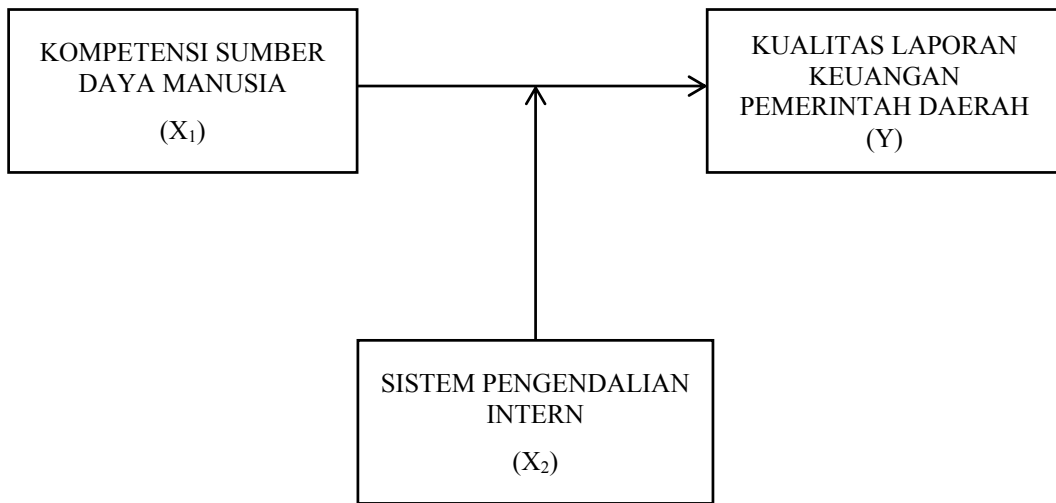 KOMPETENSI SUMBER
DAYA MANUSIA
(X₁)
KUALITAS LAPORAN
KEUANGAN
PEMERINTAH DAERAH
(Y)
SISTEM PENGENDALIAN
INTERN
(X₂)